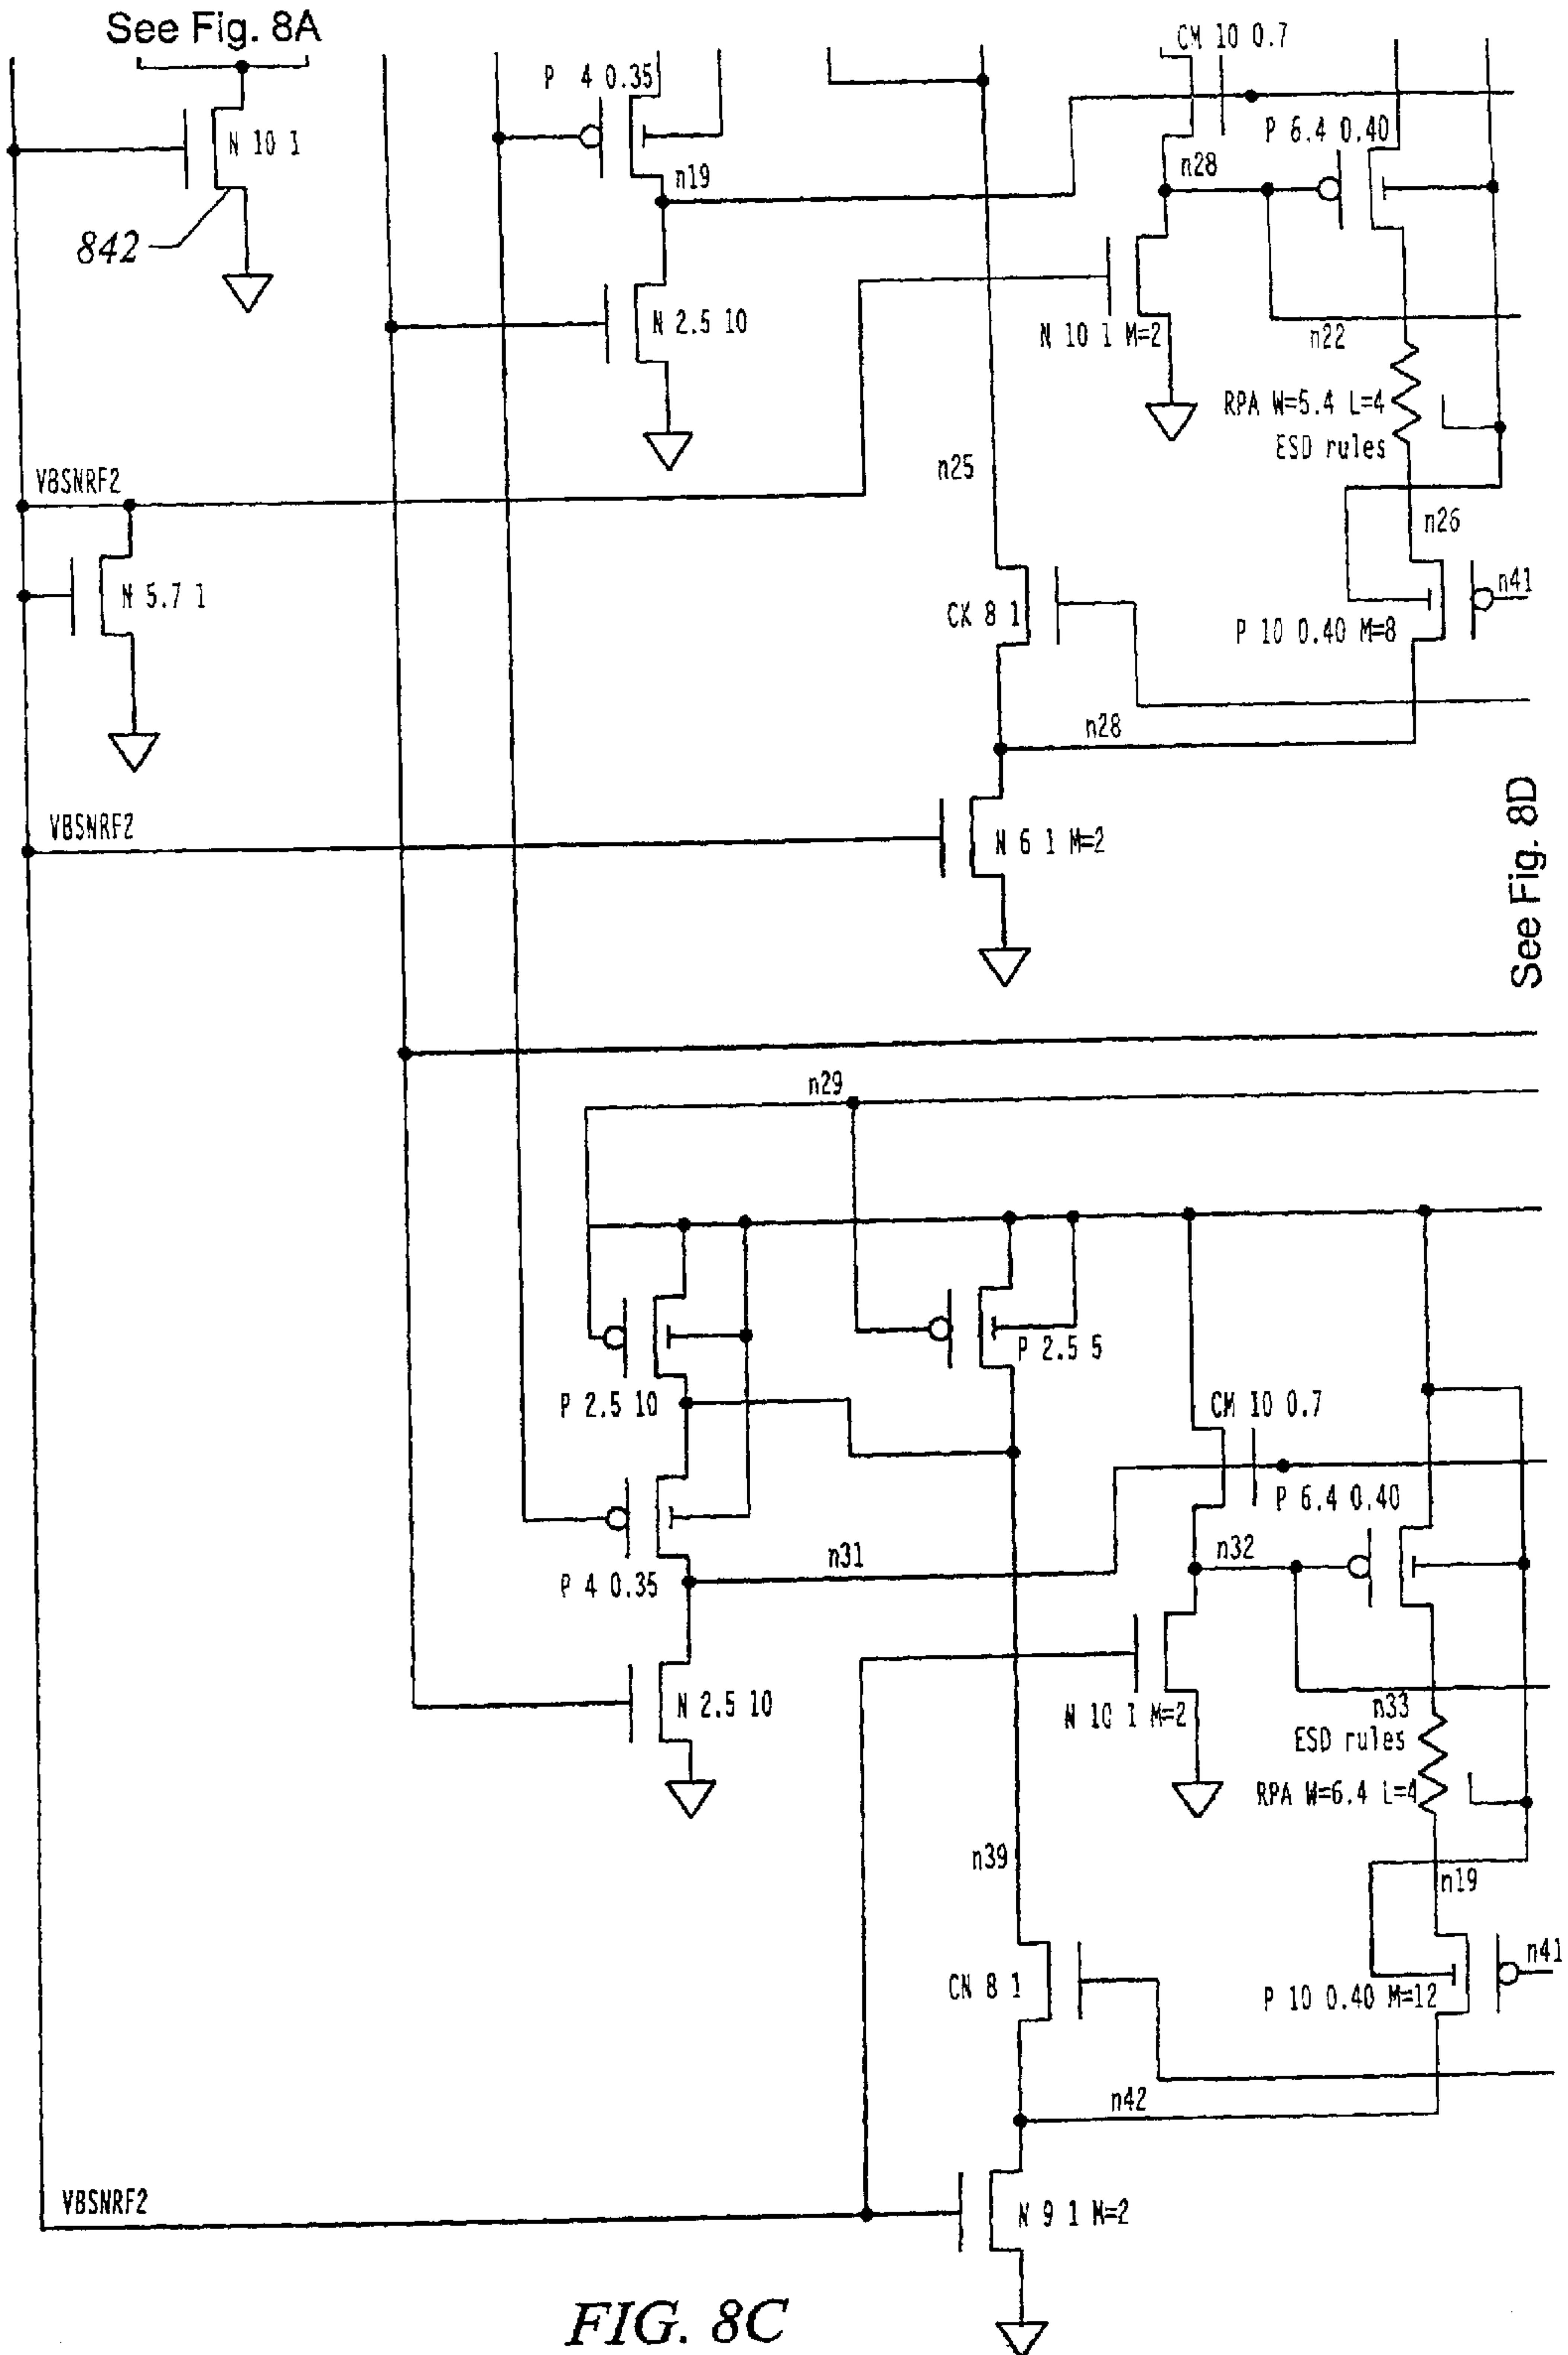 See Fig. 8A
CM 10 0.7
P 4 0.35
N 10 1
P 6.4 0.40
n28
n19
842
N 2.5 10
N 10 1 M=2
n22
RPA W=5.4 L=4
ESD rules
n25
VBSNRF2
n26
N 5.7 1
CK 8 1
n41
P 10 0.40 M=8
n28
VBSNRF2
N 6 1 M=2
See Fig. 8D
n29
P 2.5 5
P 2.5 10
CM 10 0.7
P 6.4 0.40
n31
n32
P 4 0.35
N 2.5 10
N 10 1 M=2
n33
ESD rules
RPA W=6.4 L=4
n39
n19
CN 8 1
n41
P 10 0.40 M=12
n42
VBSNRF2
N 9 1 M=2
FIG. 8C